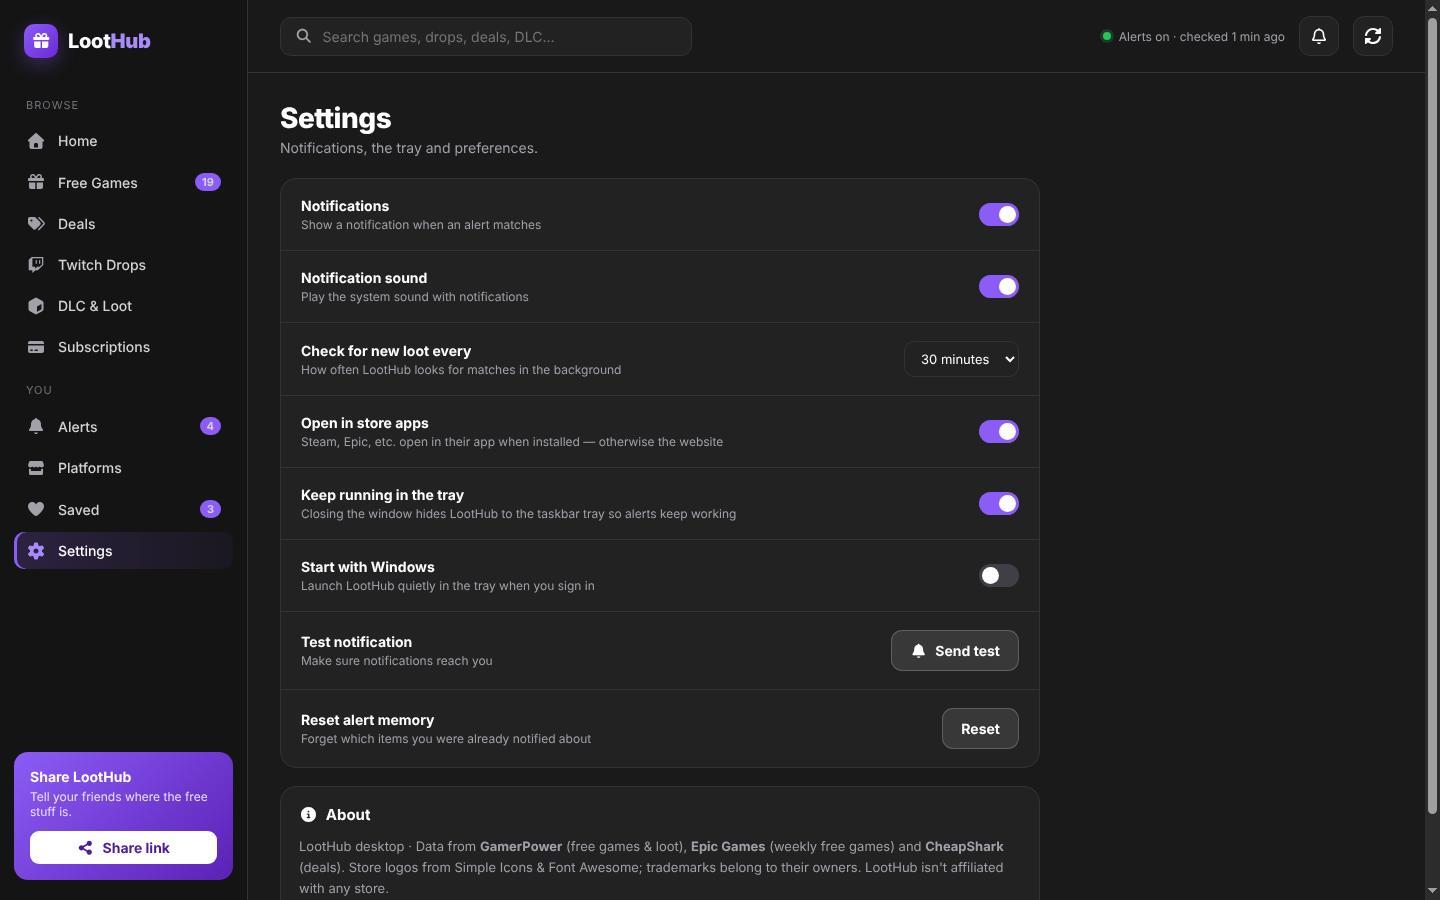 LootHub
Search games, drops, deals, DLC...
Alerts on · checked 1 min ago
BROWSE
Home
Free Games 19
Deals
Twitch Drops
DLC & Loot
Subscriptions
YOU
Alerts 4
Platforms
Saved 3
Settings
Share LootHub
Tell your friends where the free
stuff is.
Share link
Settings
Notifications, the tray and preferences.
Notifications
Show a notification when an alert matches
Notification sound
Play the system sound with notifications
Check for new loot every
How often LootHub looks for matches in the background
30 minutes
Open in store apps
Steam, Epic, etc. open in their app when installed — otherwise the website
Keep running in the tray
Closing the window hides LootHub to the taskbar tray so alerts keep working
Start with Windows
Launch LootHub quietly in the tray when you sign in
Test notification
Make sure notifications reach you
Send test
Reset alert memory
Forget which items you were already notified about
Reset
About
LootHub desktop · Data from GamerPower (free games & loot), Epic Games (weekly free games) and CheapShark
(deals). Store logos from Simple Icons & Font Awesome; trademarks belong to their owners. LootHub isn't affiliated
with any store.